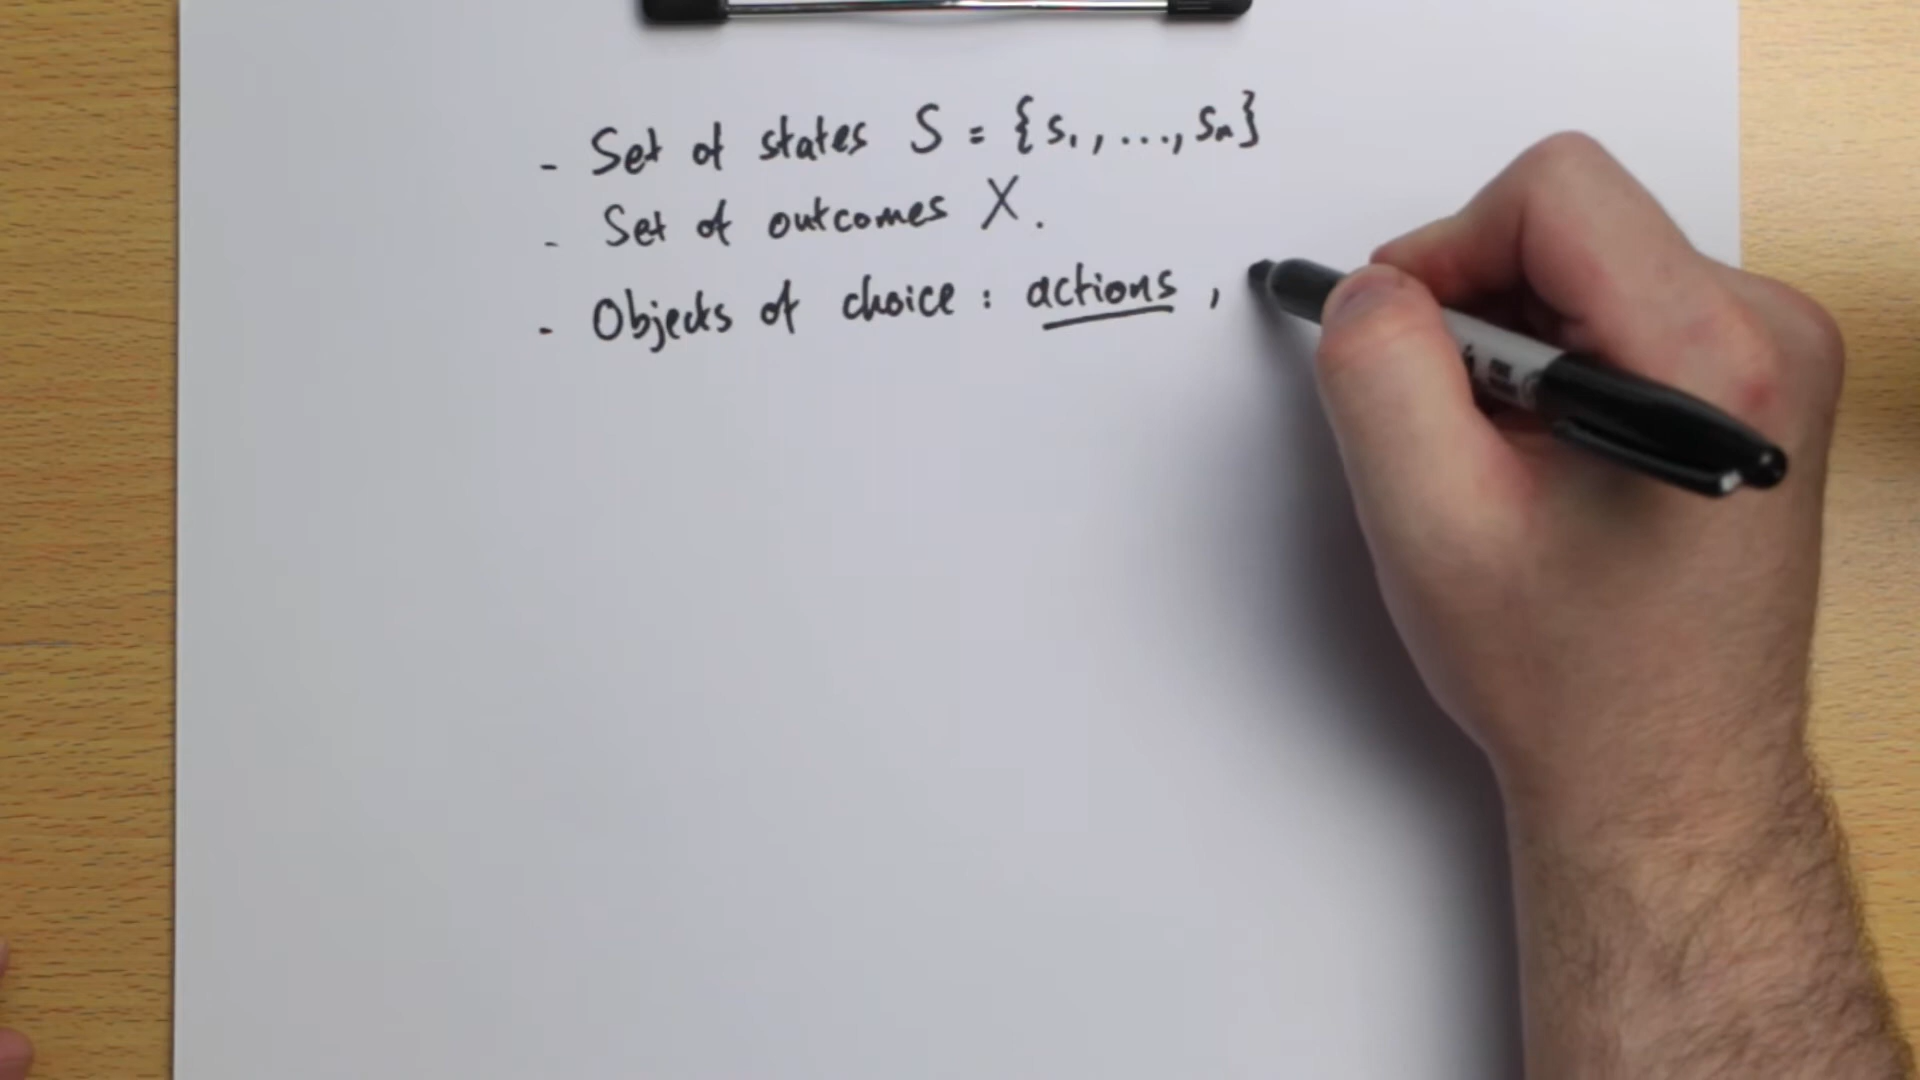 - Set of states S = {s₁, ..., sₙ}
- Set of outcomes X.
- Objects of choice : actions ,